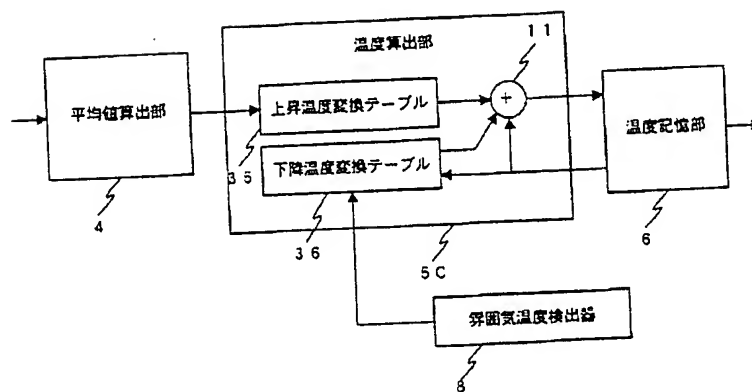 温度算出部
11
平均値算出部
上昇温度変換テーブル
+
温度記憶部
35
下降温度変換テーブル
4
36
5C
6
雰囲気温度検出器
8